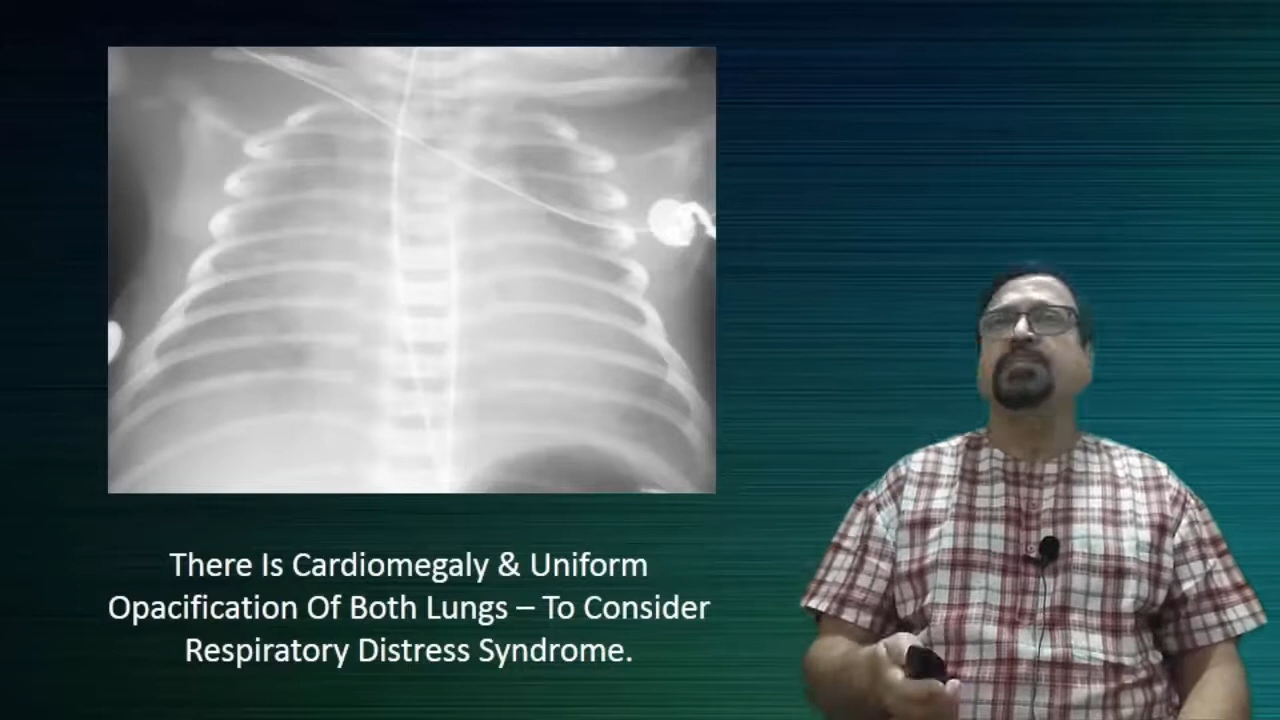 There Is Cardiomegaly & Uniform
Opacification Of Both Lungs – To Consider
Respiratory Distress Syndrome.